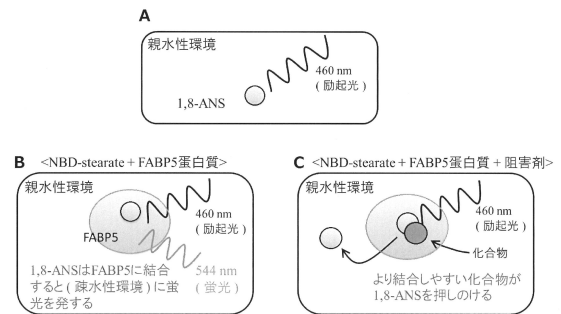 A
親水性環境
460 nm
( 励起光 )
1,8-ANS
B <NBD-stearate + FABP5蛋白質>
親水性環境
460 nm
( 励起光 )
FABP5
1,8-ANSはFABP5に結合
すると ( 疎水性環境 ) に蛍
光を発する
544 nm
( 蛍光 )
C <NBD-stearate + FABP5蛋白質 + 阻害剤>
親水性環境
460 nm
( 励起光 )
化合物
より結合しやすい化合物が
1,8-ANSを押しのける